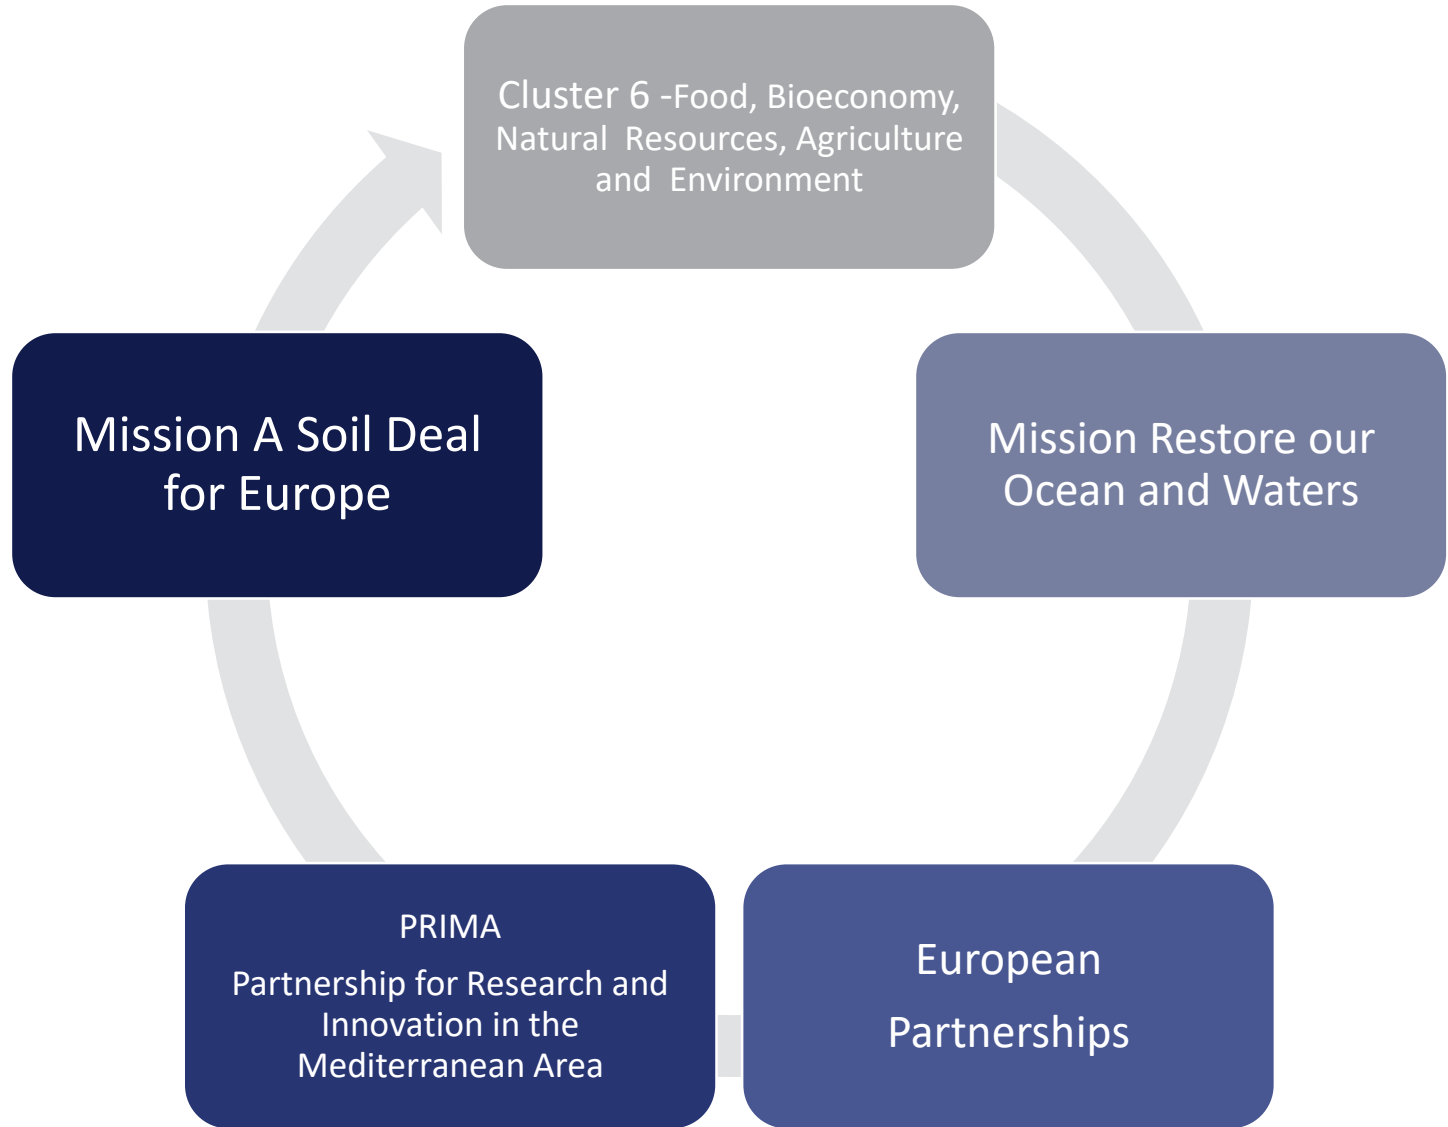 Cluster 6 -Food, Bioeconomy,
Natural Resources, Agriculture
and Environment
Mission A Soil Deal
for Europe
Mission Restore our
Ocean and Waters
PRIMA
Partnership for Research and
Innovation in the
Mediterranean Area
European
Partnerships